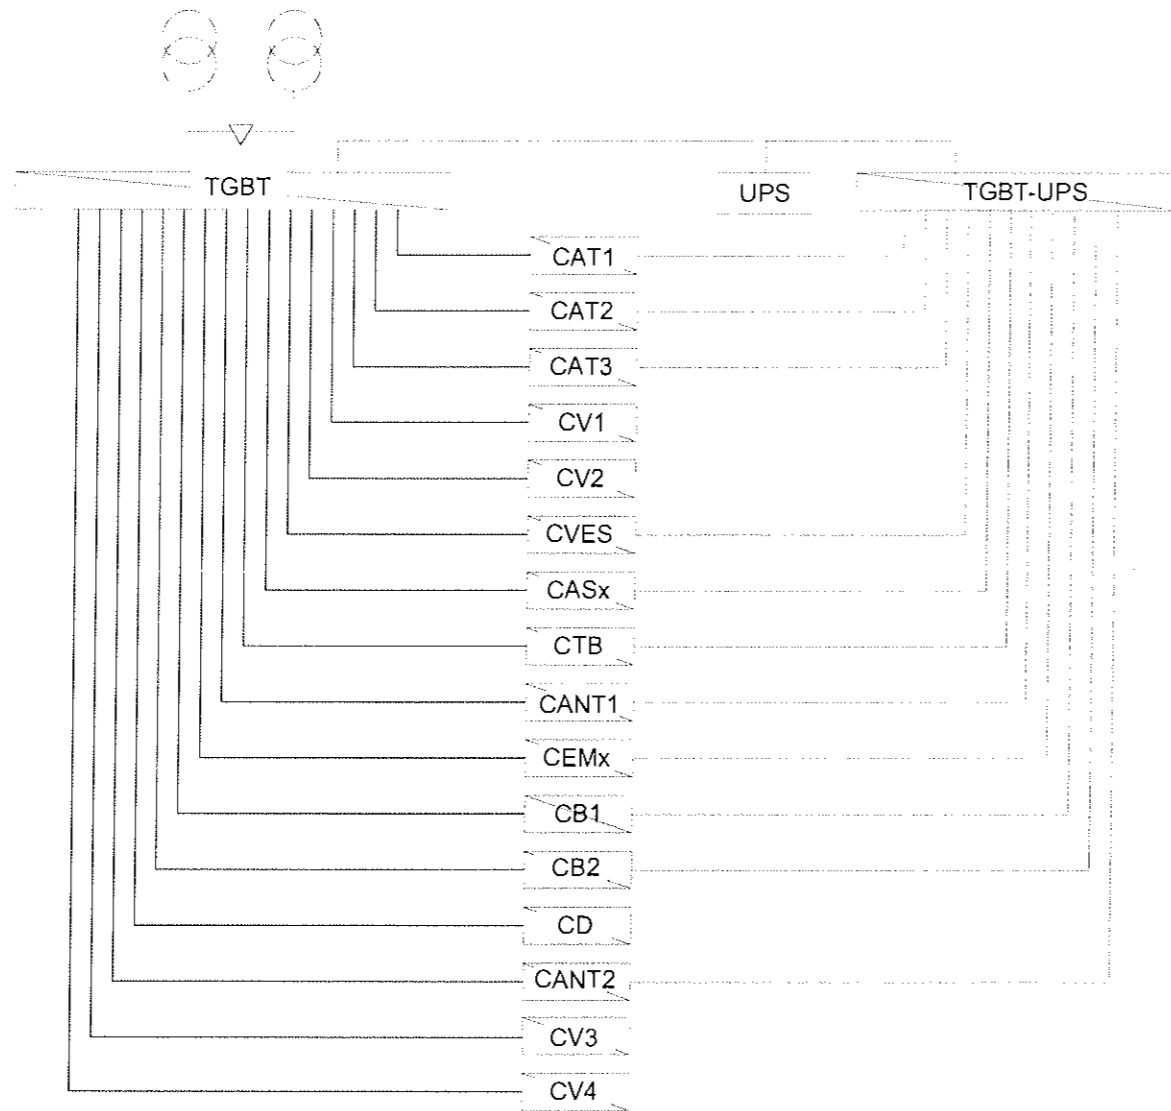 TGBT
UPS
TGBT-UPS
CAT1
CAT2
CAT3
CV1
CV2
CVES
CASx
CTB
CANT1
CEMx
CB1
CB2
CD
CANT2
CV3
CV4